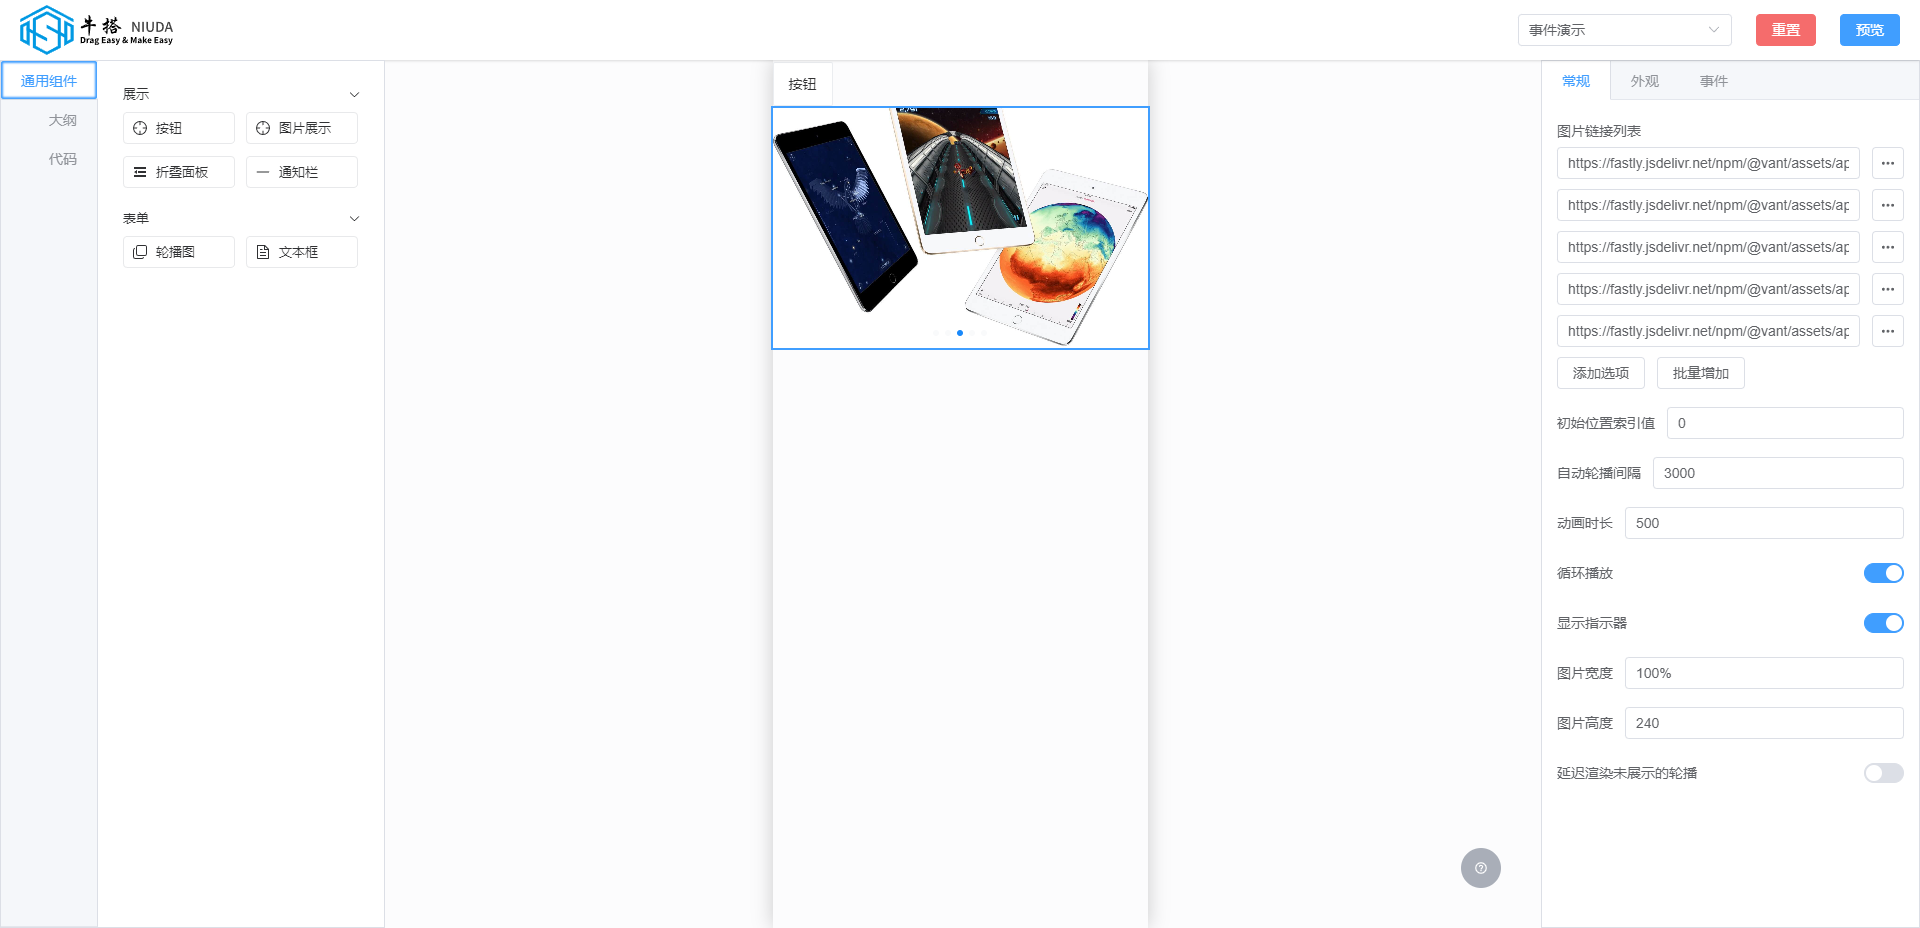 牛搭 NIUDA
Drag Easy & Make Easy
事件演示
重置
预览
通用组件
大纲
代码
展示
按钮
图片展示
折叠面板
通知栏
表单
轮播图
文本框
按钮
常规
外观
事件
图片链接列表
https://fastly.jsdelivr.net/npm/@vant/assets/ap
https://fastly.jsdelivr.net/npm/@vant/assets/ap
https://fastly.jsdelivr.net/npm/@vant/assets/ap
https://fastly.jsdelivr.net/npm/@vant/assets/ap
https://fastly.jsdelivr.net/npm/@vant/assets/ap
添加选项
批量增加
初始位置索引值 0
自动轮播间隔 3000
动画时长 500
循环播放
显示指示器
图片宽度 100%
图片高度 240
延迟渲染未展示的轮播